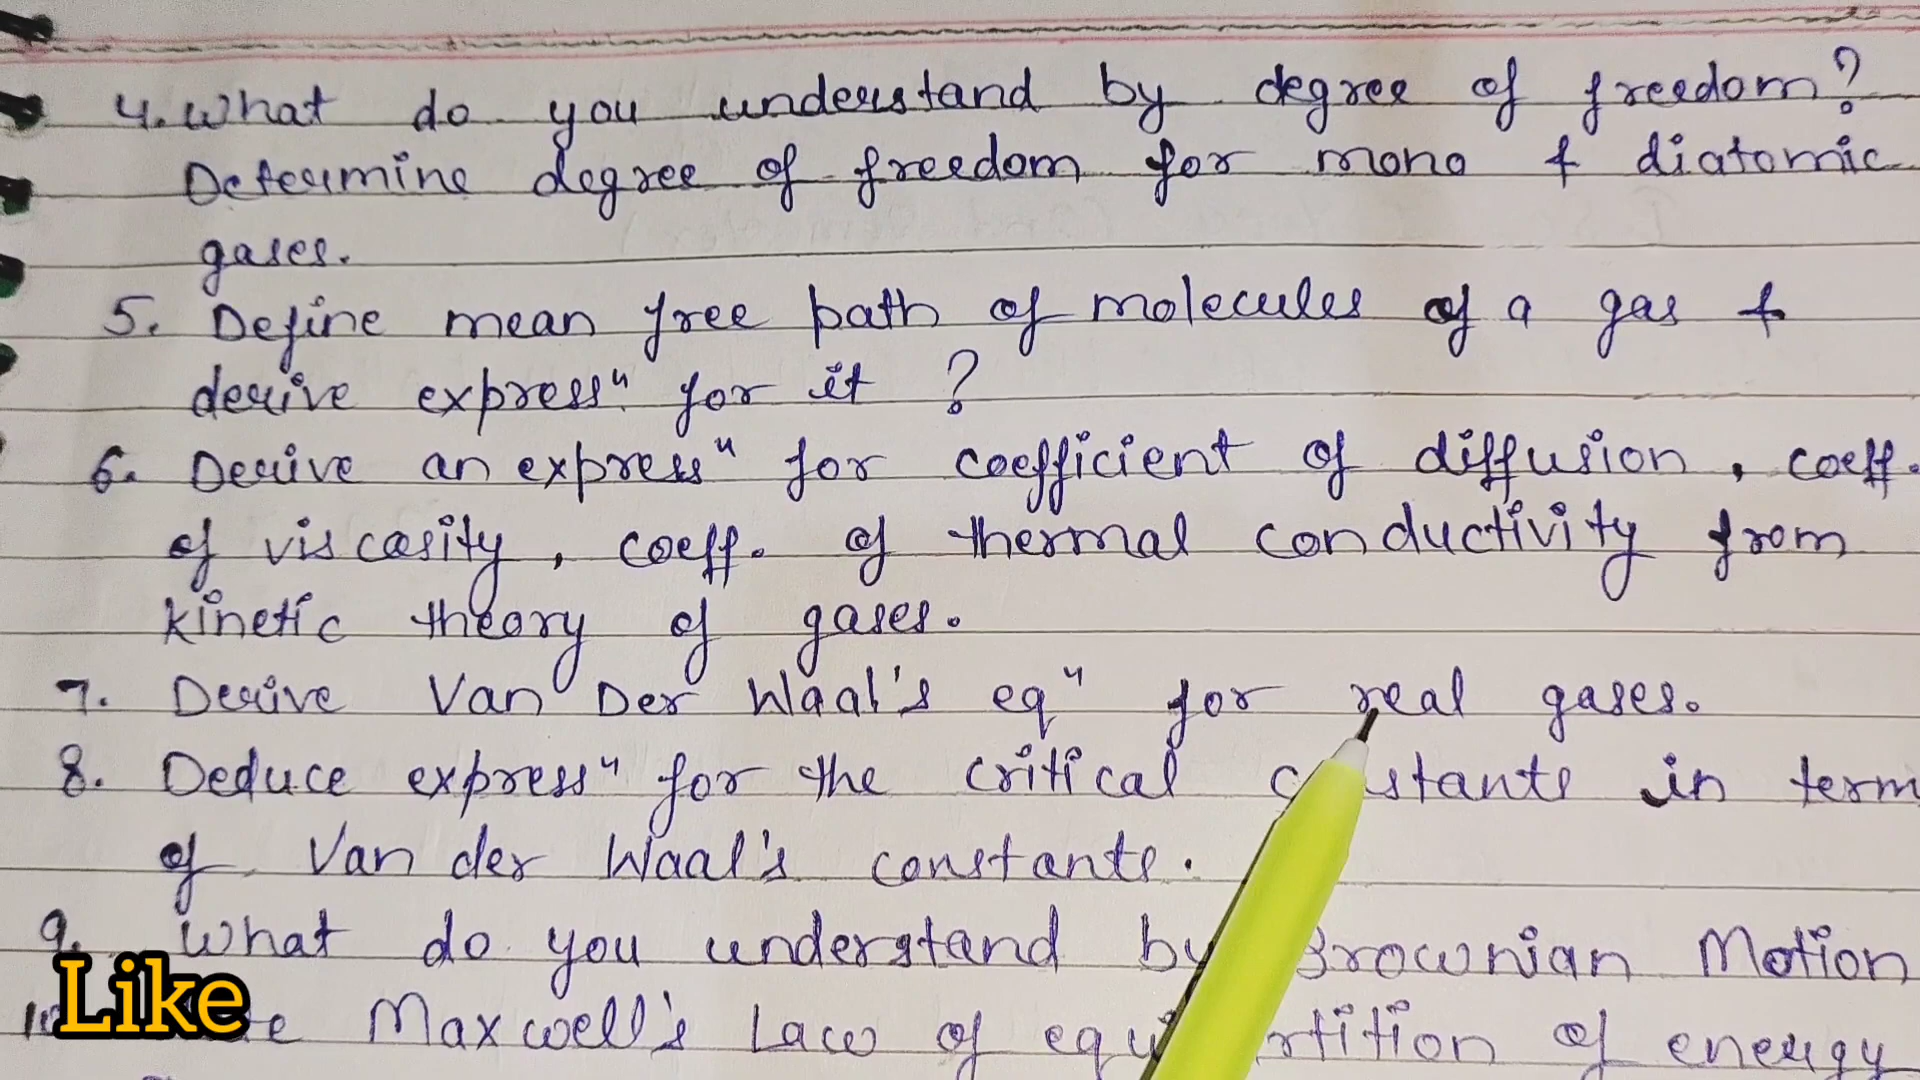 4. What do you understand by degree of freedom?
Determine degree of freedom for mono & diatomic
gases.
5. Define mean free path of molecules of a gas &
derive expressⁿ for it ?
6. Derive an expressⁿ for coefficient of diffusion, coeff.
of viscosity, coeff. of thermal conductivity from
kinetic theory of gases.
7. Derive Van Der Waal's eqⁿ for real gases.
8. Deduce expressⁿ for the critical constants in term
of Van der Waal's constants.
9. What do you understand by Brownian Motion
Like
Maxwell's Law of equipartition of energy